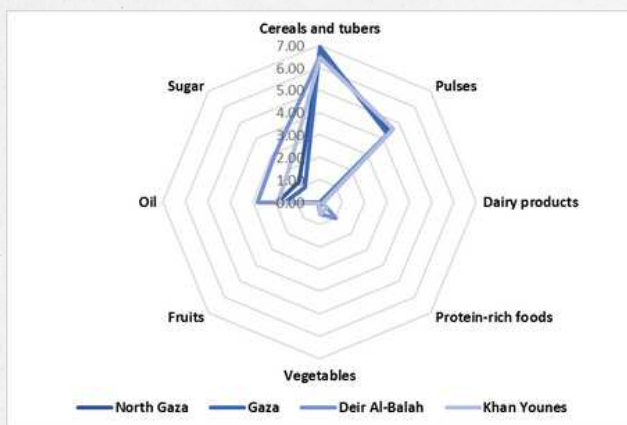 Cereals and tubers
7.00
6.00
5.00
4.00
3.00
2.00
1.00
0.00
Pulses
Dairy products
Protein-rich foods
Vegetables
Fruits
Oil
Sugar
North Gaza
Gaza
Deir Al-Balah
Khan Younes